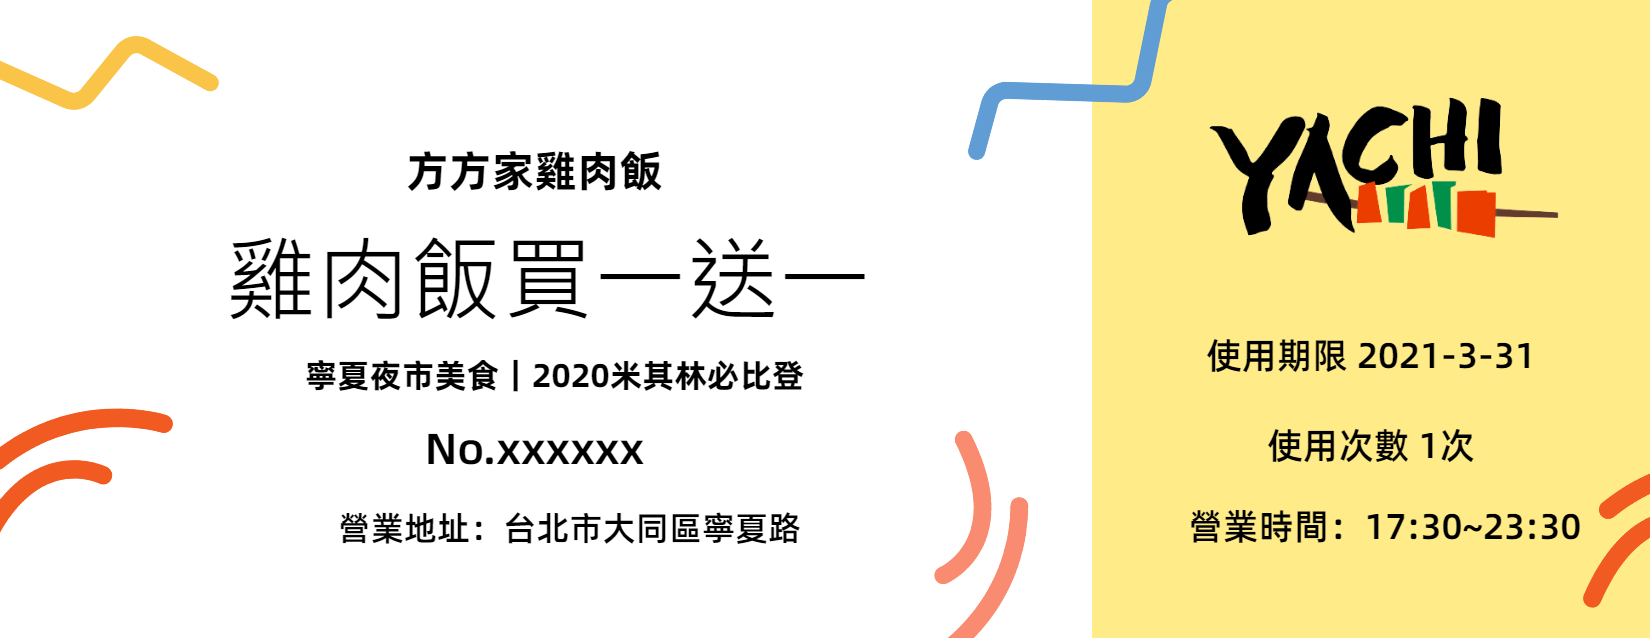 方方家雞肉飯
雞肉飯買一送一
寧夏夜市美食｜2020米其林必比登
No.xxxxxx
營業地址：台北市大同區寧夏路
YACHI
使用期限 2021-3-31
使用次數 1次
營業時間：17:30~23:30